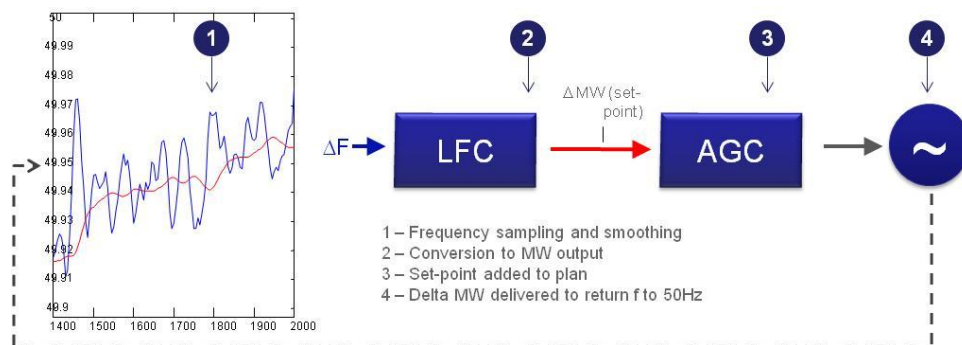 50
49.99
49.98
49.97
49.96
49.95
49.94
49.93
49.92
49.91
49.9
1400 1500 1600 1700 1800 1900 2000
1
2
3
4
ΔMW (set-
point)
ΔF
LFC
AGC
~
1 – Frequency sampling and smoothing
2 – Conversion to MW output
3 – Set-point added to plan
4 – Delta MW delivered to return f to 50Hz